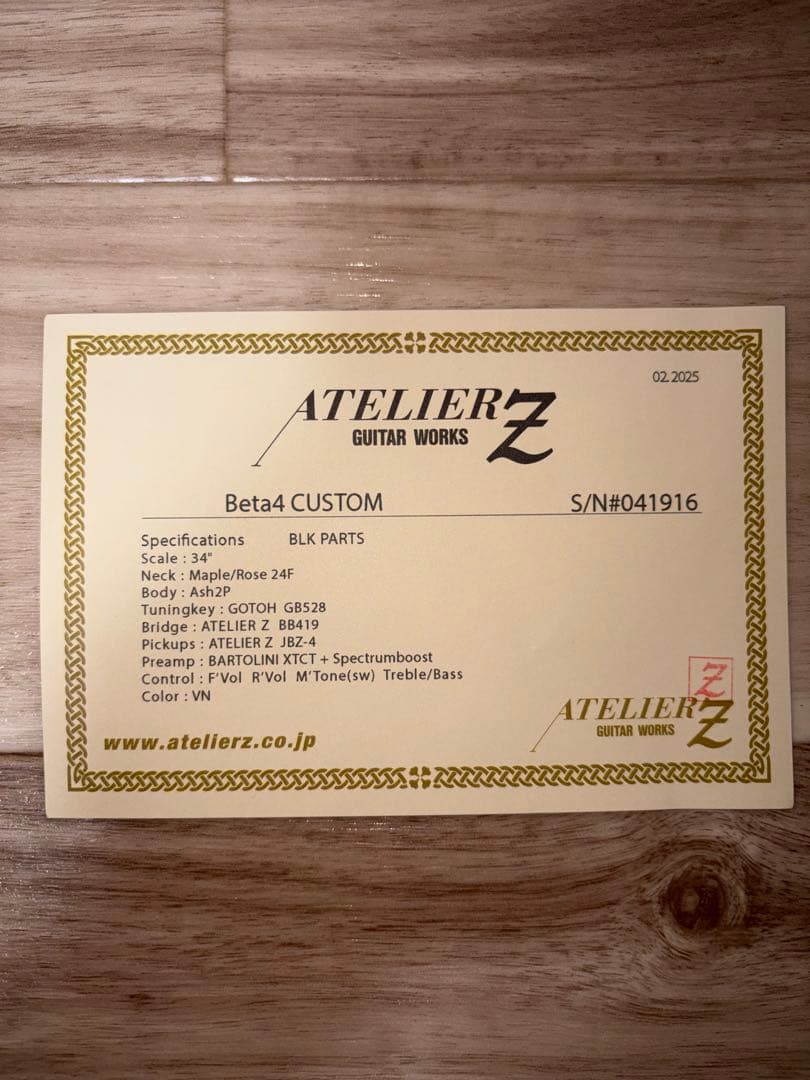 02.2025
ATELIER Z
GUITAR WORKS
Beta4 CUSTOM S/N#041916
Specifications BLK PARTS
Scale : 34"
Neck : Maple/Rose 24F
Body : Ash2P
Tuningkey : GOTOH GB528
Bridge : ATELIER Z BB419
Pickups : ATELIER Z JBZ-4
Preamp : BARTOLINI XTCT + Spectrumboost
Control : F'Vol R'Vol M'Tone(sw) Treble/Bass
Color : VN
Z
ATELIER Z
GUITAR WORKS
www.atelierz.co.jp